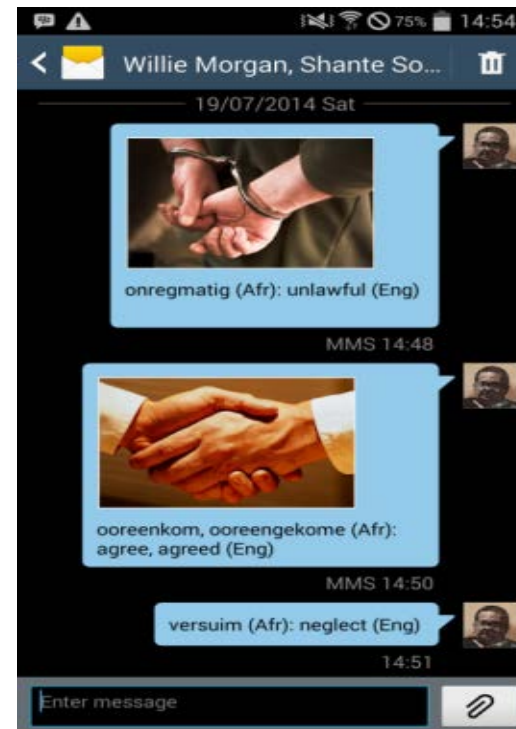 75% 14:54
Willie Morgan, Shante So...
19/07/2014 Sat
onregmatig (Afr): unlawful (Eng)
MMS 14:48
ooreenkom, ooreengekome (Afr):
agree, agreed (Eng)
MMS 14:50
versuim (Afr): neglect (Eng)
14:51
Enter message